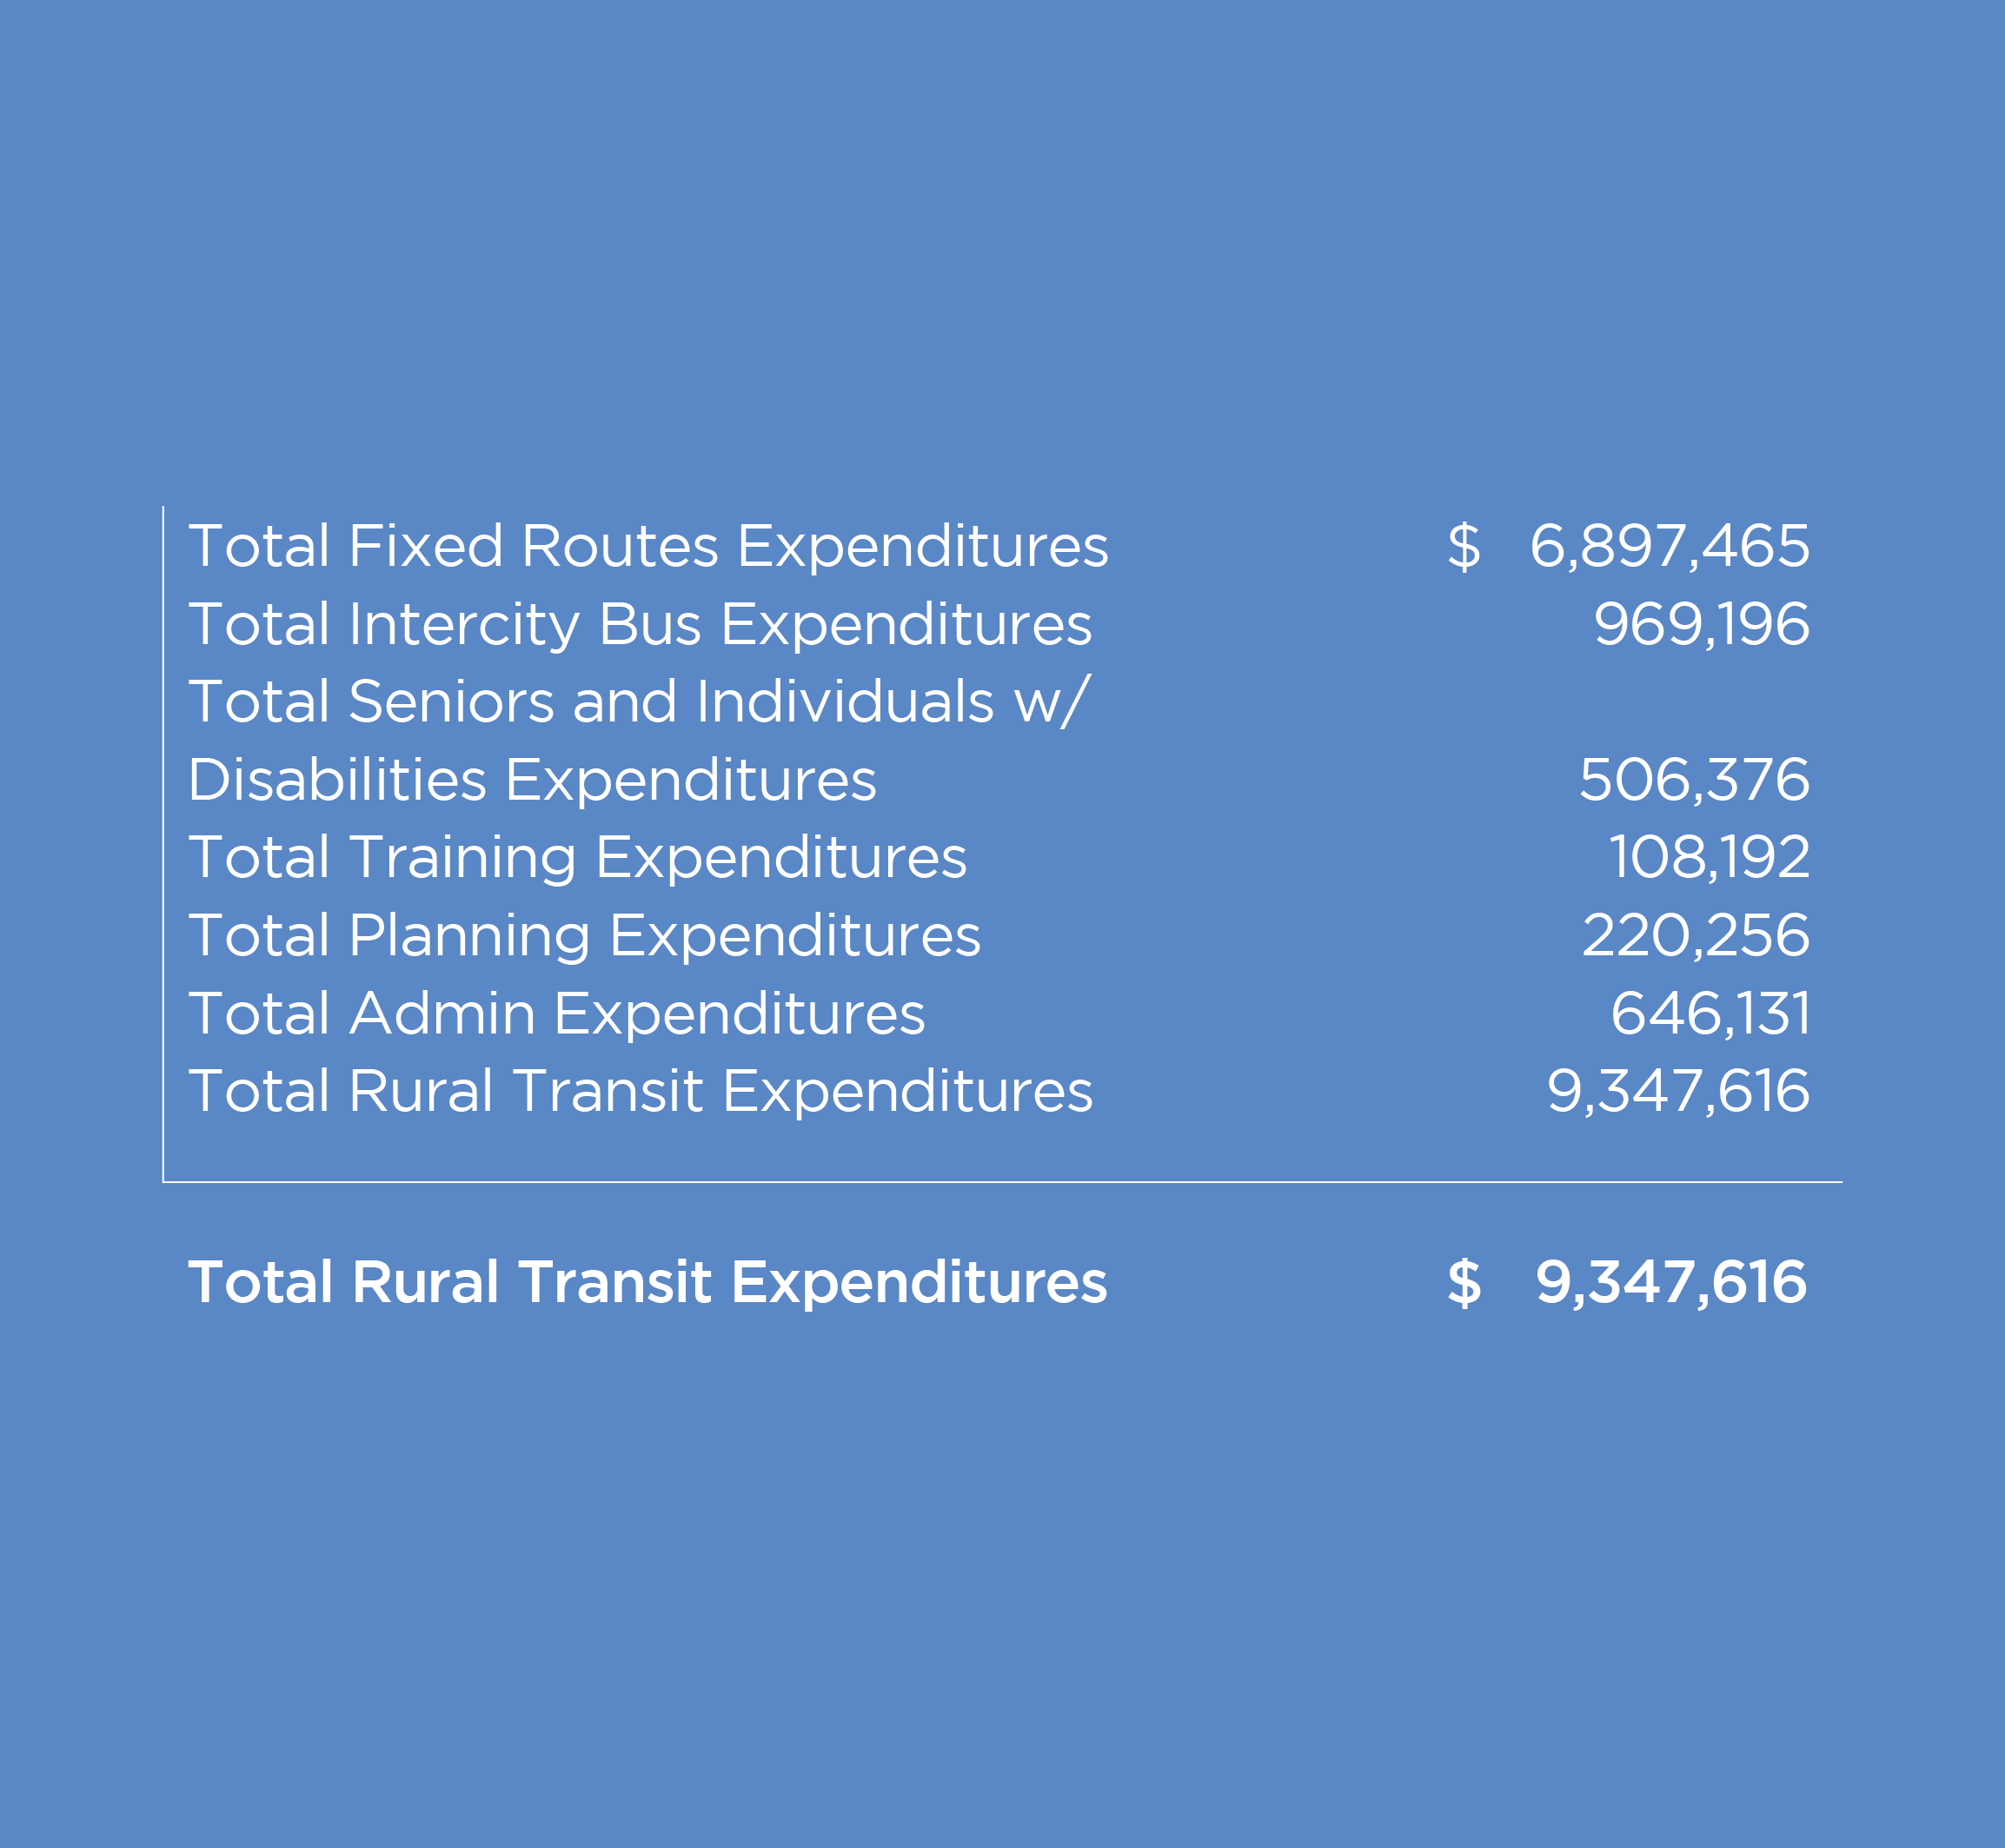 Total Fixed Routes Expenditures $ 6,897,465
Total Intercity Bus Expenditures 969,196
Total Seniors and Individuals w/
Disabilities Expenditures 506,376
Total Training Expenditures 108,192
Total Planning Expenditures 220,256
Total Admin Expenditures 646,131
Total Rural Transit Expenditures 9,347,616
Total Rural Transit Expenditures $ 9,347,616